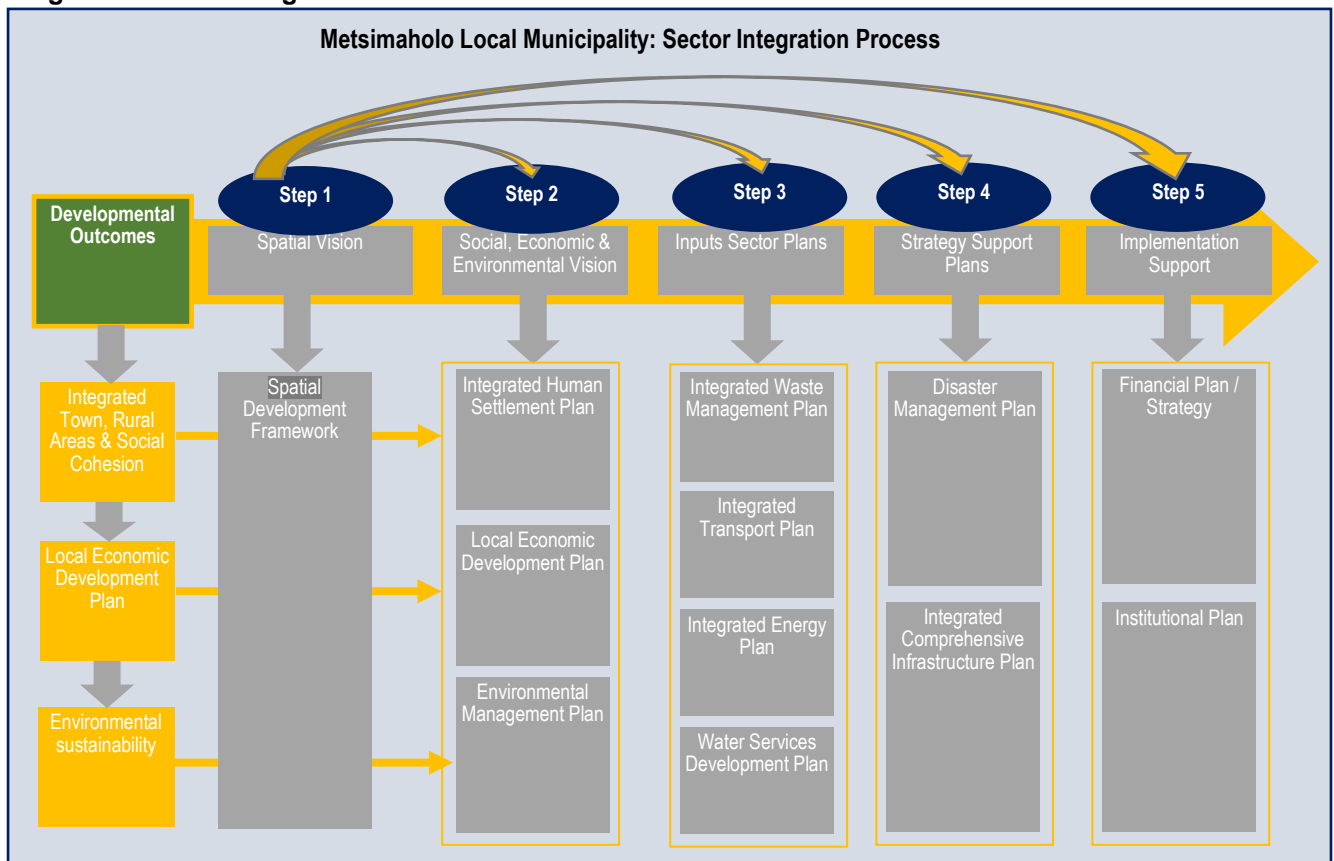 Metsimaholo Local Municipality: Sector Integration Process
Step 1
Step 2
Step 3
Step 4
Step 5
Developmental
Outcomes
Spatial Vision
Social, Economic &
Environmental Vision
Inputs Sector Plans
Strategy Support
Plans
Implementation
Support
Integrated
Town, Rural
Areas & Social
Cohesion
Local Economic
Development
Plan
Environmental
sustainability
Spatial
Development
Framework
Integrated Human
Settlement Plan
Local Economic
Development Plan
Environmental
Management Plan
Integrated Waste
Management Plan
Integrated
Transport Plan
Integrated Energy
Plan
Water Services
Development Plan
Disaster
Management Plan
Integrated
Comprehensive
Infrastructure Plan
Financial Plan /
Strategy
Institutional Plan